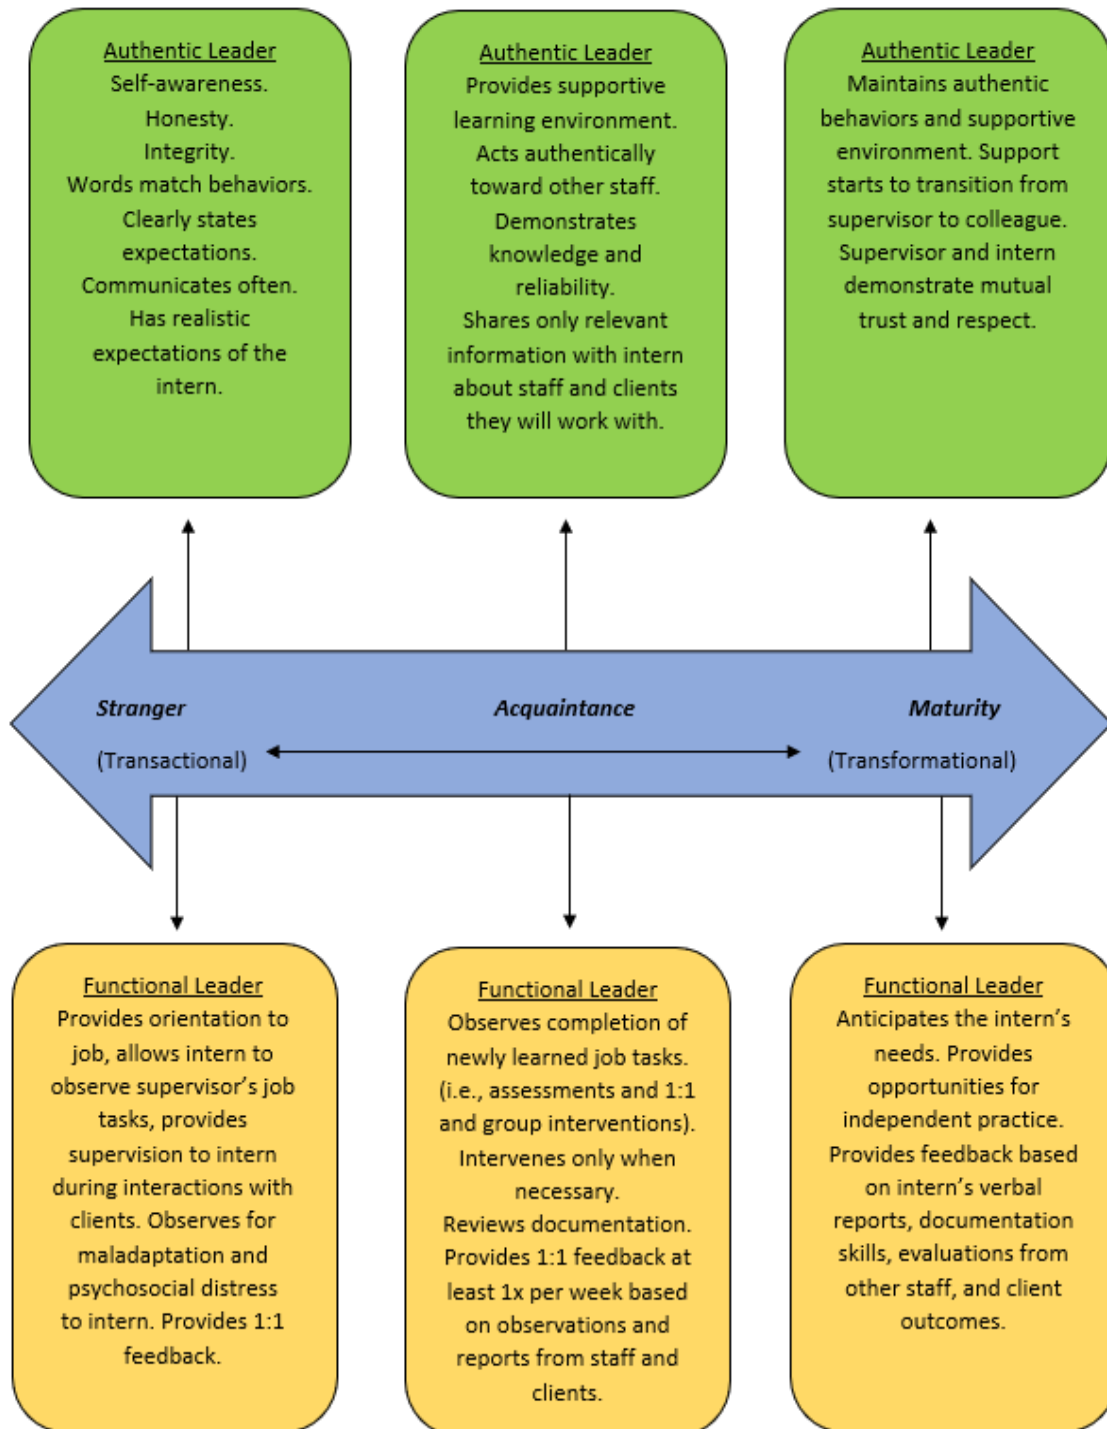 Authentic Leader
Self-awareness.
Honesty.
Integrity.
Words match behaviors.
Clearly states
expectations.
Communicates often.
Has realistic
expectations of the
intern.
Authentic Leader
Provides supportive
learning environment.
Acts authentically
toward other staff.
Demonstrates
knowledge and
reliability.
Shares only relevant
information with intern
about staff and clients
they will work with.
Authentic Leader
Maintains authentic
behaviors and supportive
environment. Support
starts to transition from
supervisor to colleague.
Supervisor and intern
demonstrate mutual
trust and respect.
Stranger
(Transactional)
Acquaintance
Maturity
(Transformational)
Functional Leader
Provides orientation to
job, allows intern to
observe supervisor’s job
tasks, provides
supervision to intern
during interactions with
clients. Observes for
maladaptation and
psychosocial distress
to intern. Provides 1:1
feedback.
Functional Leader
Observes completion of
newly learned job tasks.
(i.e., assessments and 1:1
and group interventions).
Intervenes only when
necessary.
Reviews documentation.
Provides 1:1 feedback at
least 1x per week based
on observations and
reports from staff and
clients.
Functional Leader
Anticipates the intern’s
needs. Provides
opportunities for
independent practice.
Provides feedback based
on intern’s verbal
reports, documentation
skills, evaluations from
other staff, and client
outcomes.